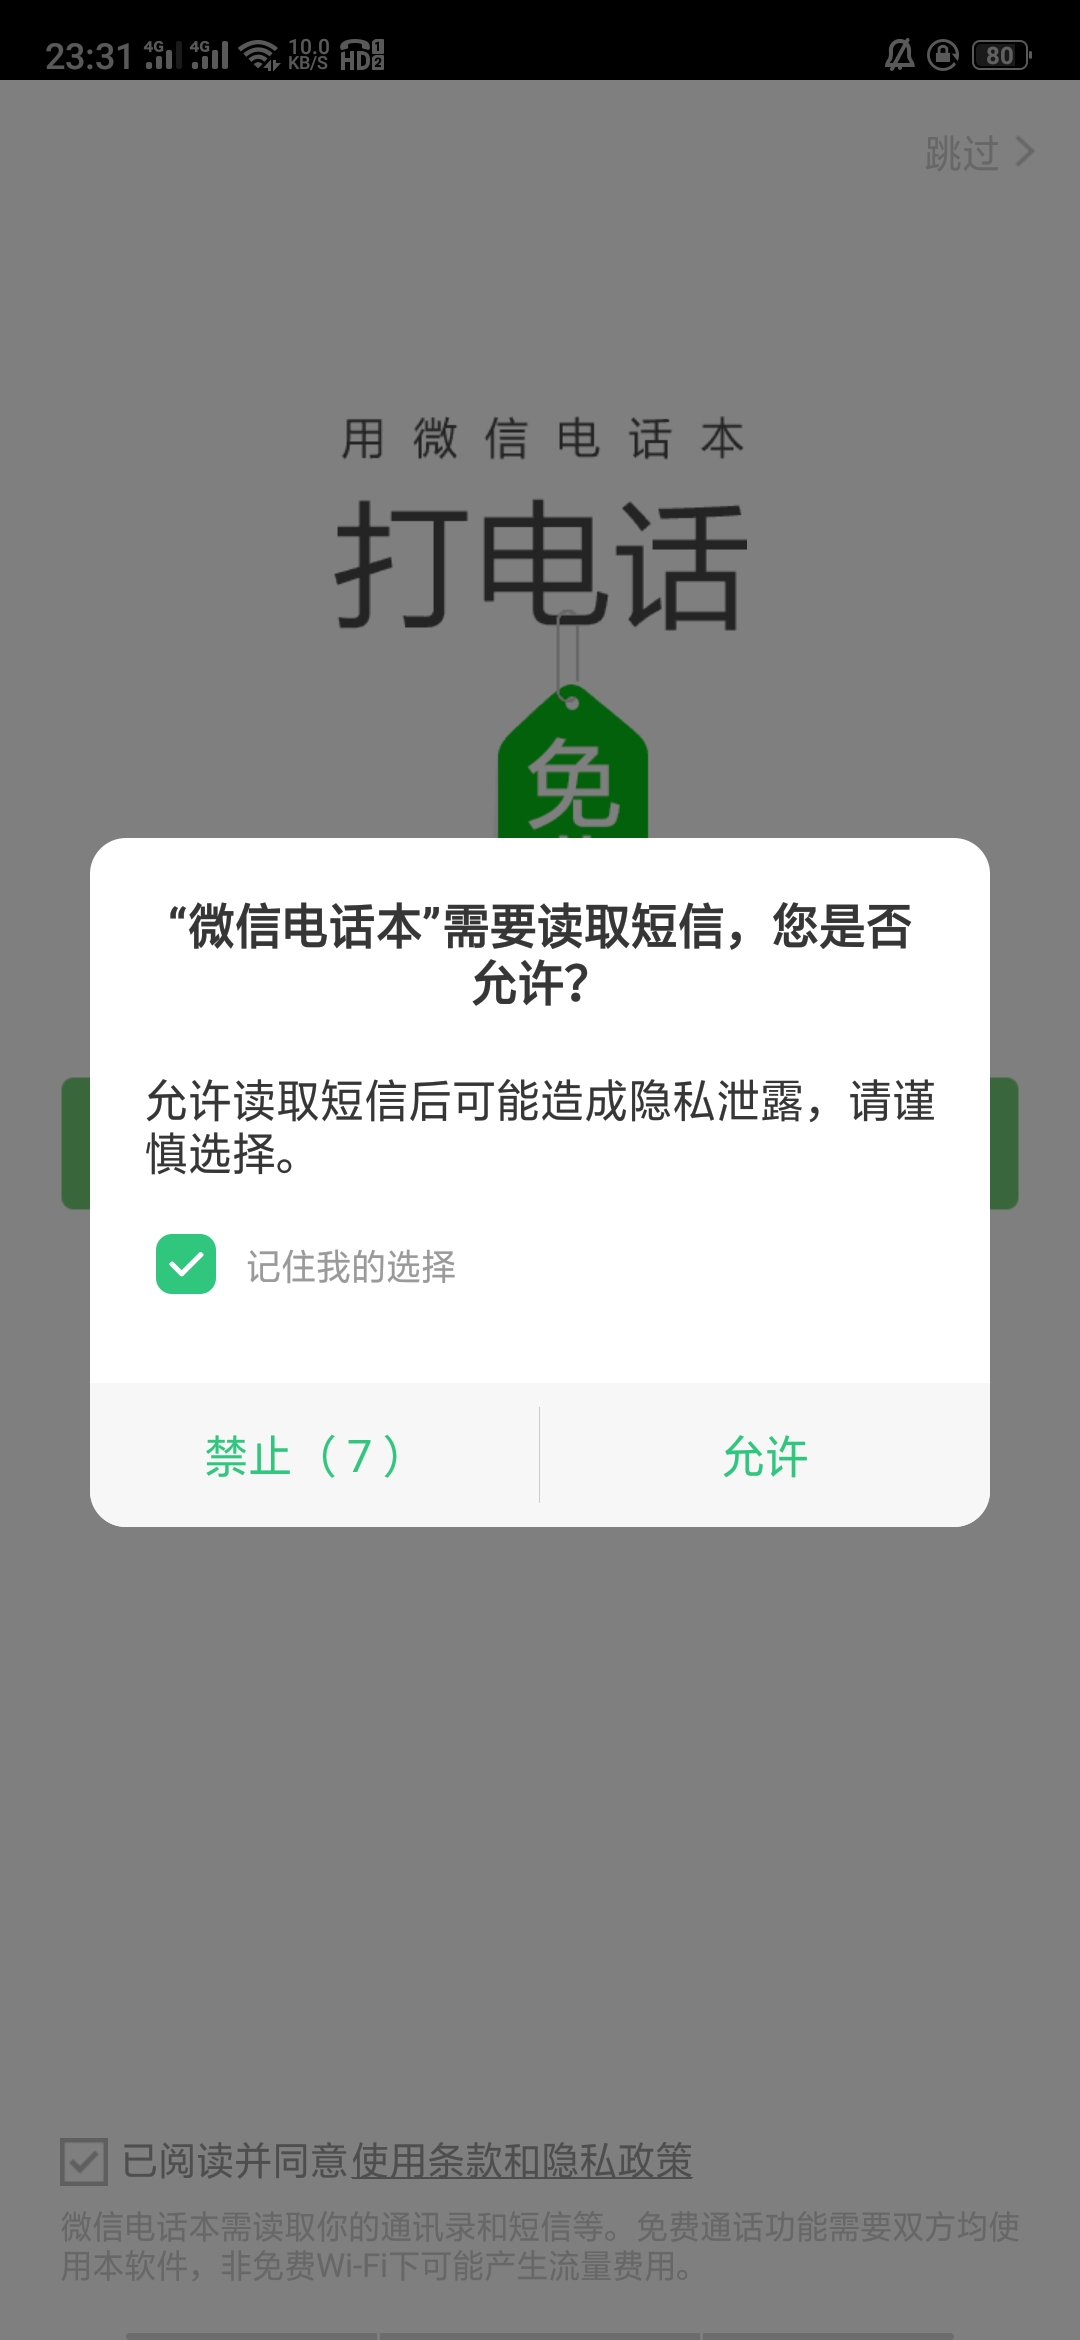 23:31 4G 4G 10.0 KB/S HD 1 2 80
跳过
用微信电话本
打电话
免
“微信电话本”需要读取短信，您是否
允许？
允许读取短信后可能造成隐私泄露，请谨
慎选择。
记住我的选择
禁止（7）
允许
已阅读并同意使用条款和隐私政策
微信电话本需读取你的通讯录和短信等。免费通话功能需要双方均使
用本软件，非免费Wi-Fi下可能产生流量费用。